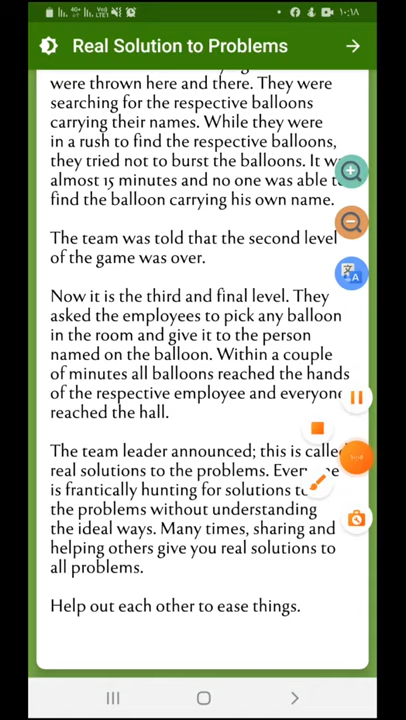 4G+
Vo))
LTE1
١٠:١٨
Real Solution to Problems
were thrown here and there. They were
searching for the respective balloons
carrying their names. While they were
in a rush to find the respective balloons,
they tried not to burst the balloons. It
almost 15 minutes and no one was able
find the balloon carrying his own name.
The team was told that the second level
of the game was over.
Now it is the third and final level. They
asked the employees to pick any balloon
in the room and give it to the person
named on the balloon. Within a couple
of minutes all balloons reached the hands
of the respective employee and everyone
reached the hall.
The team leader announced; this is called
real solutions to the problems.
is frantically hunting for solutions
the problems without understanding
the ideal ways. Many times, sharing and
helping others give you real solutions to
all problems.
Help out each other to ease things.